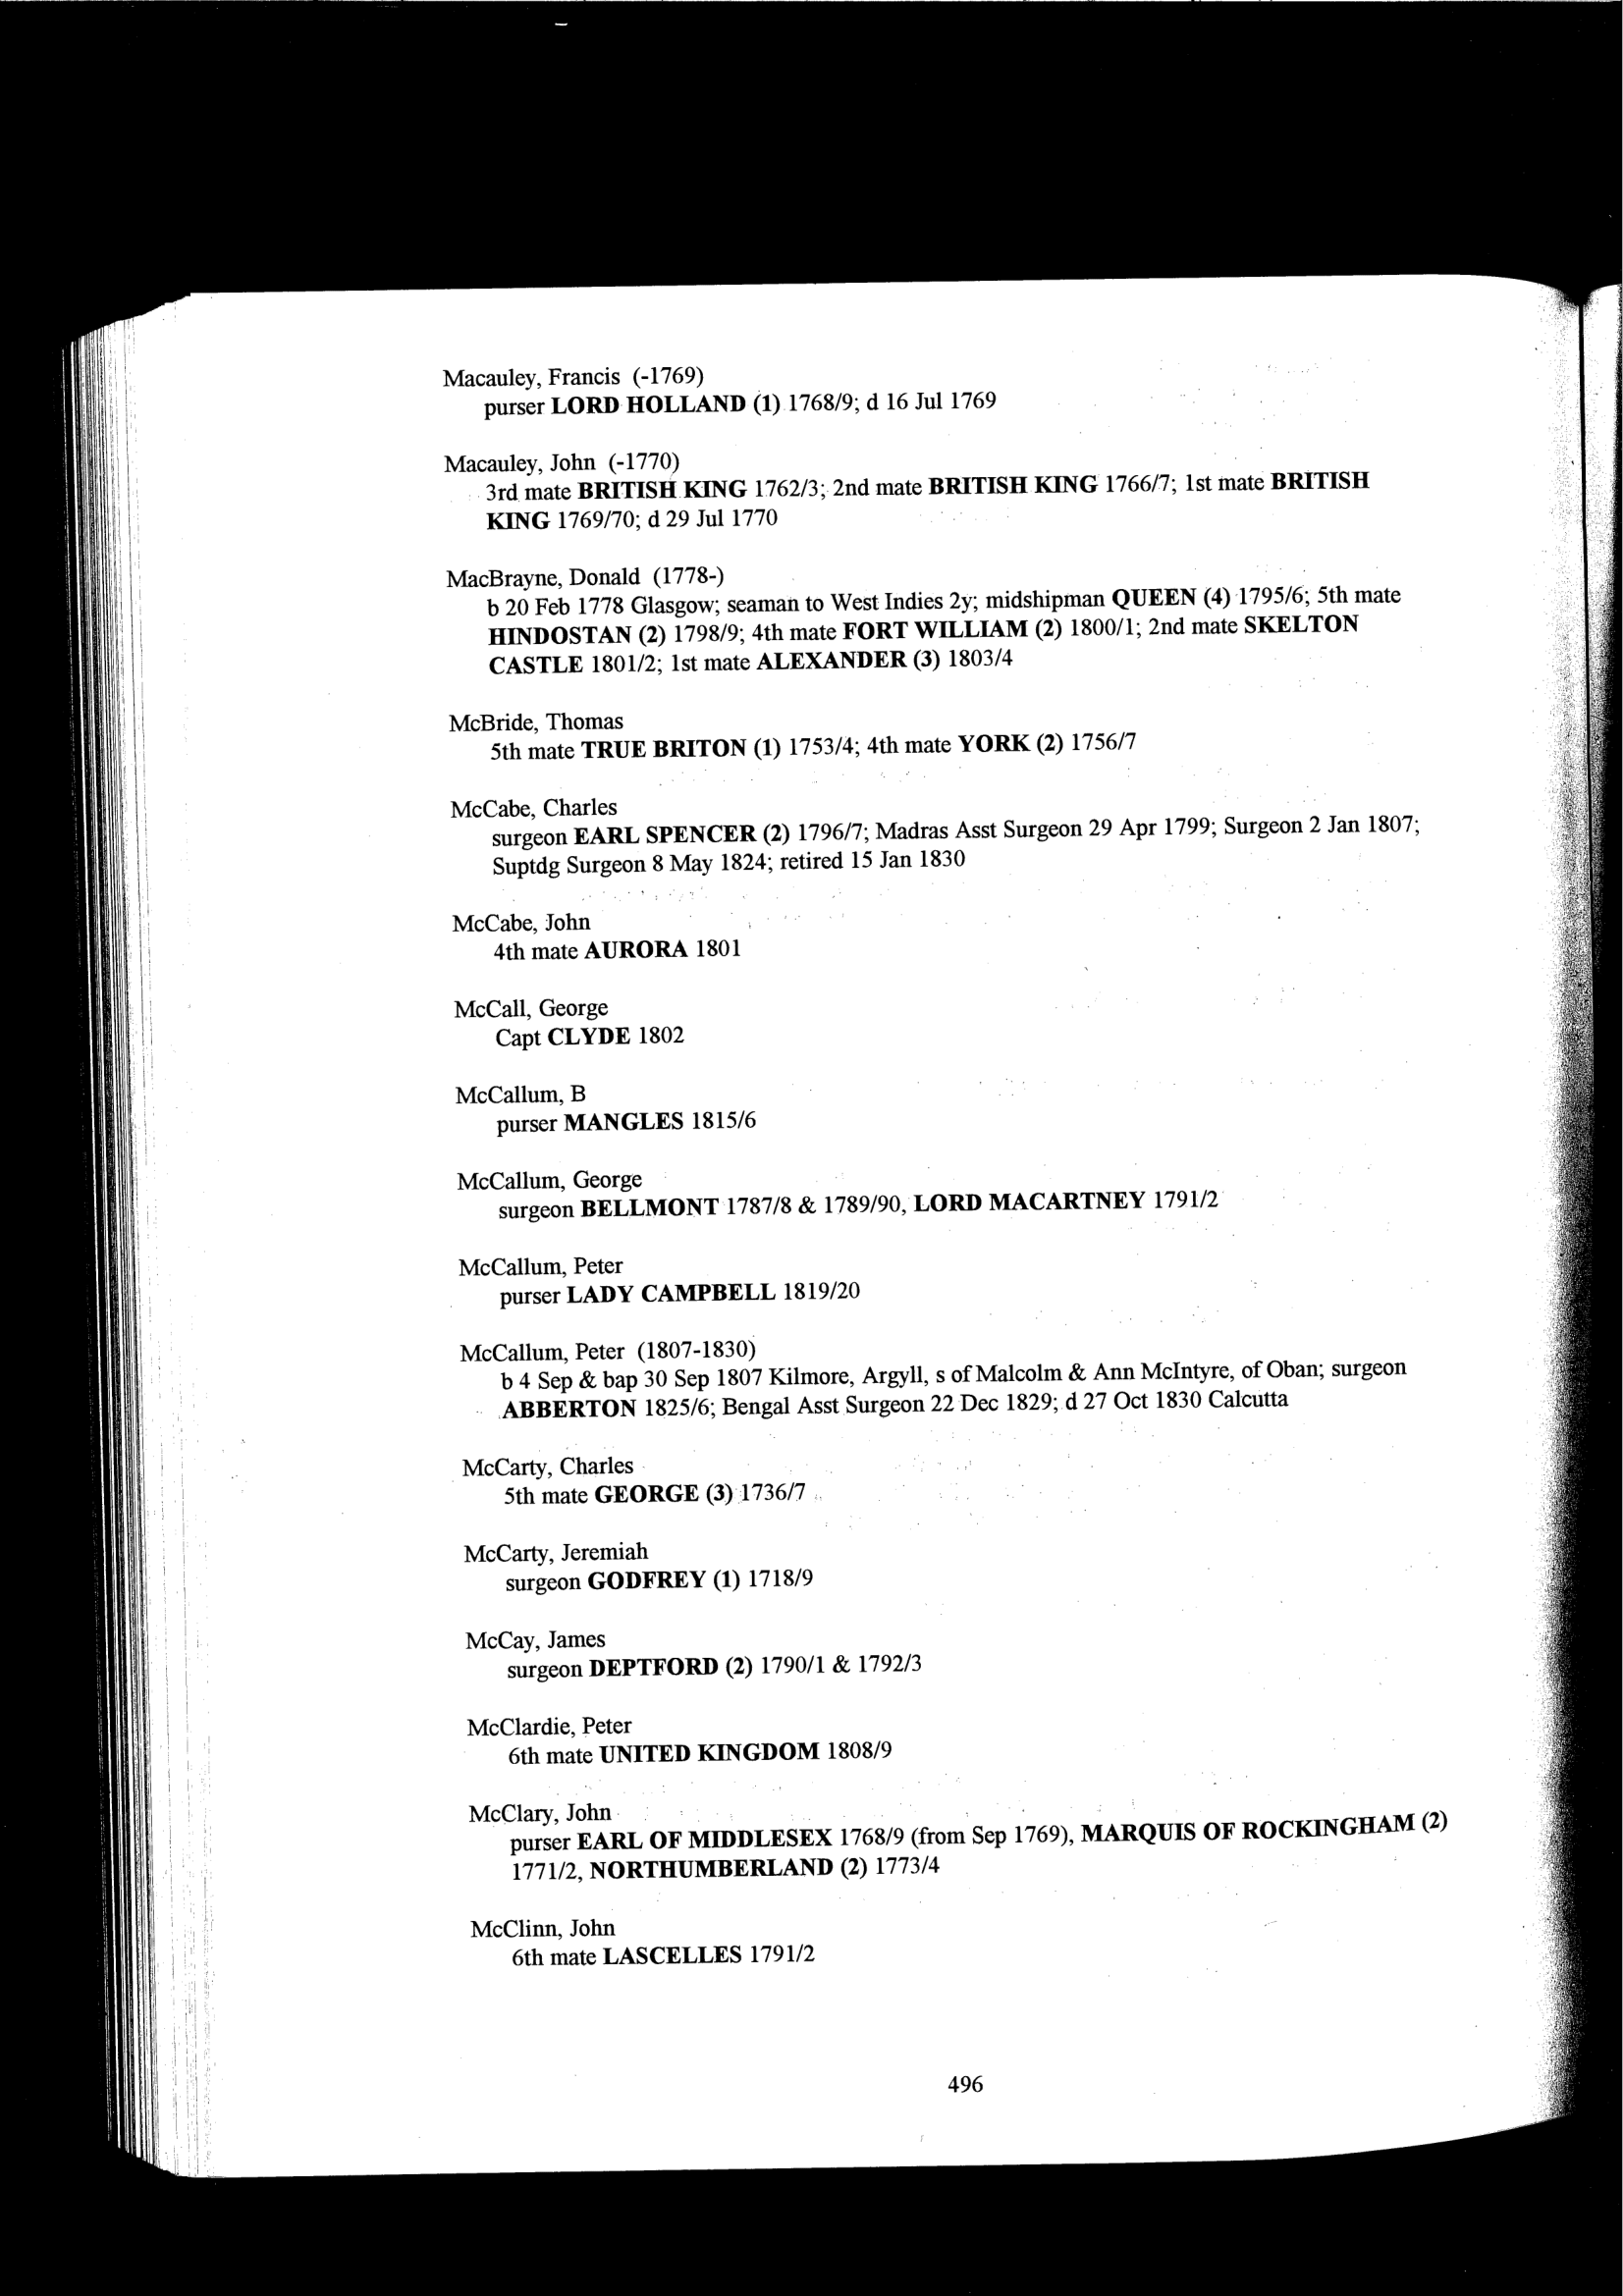 Macauley, Francis (-1769)
purser LORD HOLLAND (1) 1768/9; d 16 Jul 1769
Macauley, John (-1770)
3rd mate BRITISH KING 1762/3; 2nd mate BRITISH KING 1766/7; 1st mate BRITISH
KING 1769/70; d 29 Jul 1770
MacBrayne, Donald (1778-)
b 20 Feb 1778 Glasgow; seaman to West Indies 2y; midshipman QUEEN (4) 1795/6; 5th mate
HINDOSTAN (2) 1798/9; 4th mate FORT WILLIAM (2) 1800/1; 2nd mate SKELTON
CASTLE 1801/2; 1st mate ALEXANDER (3) 1803/4
McBride, Thomas
5th mate TRUE BRITON (1) 1753/4; 4th mate YORK (2) 1756/7
McCabe, Charles
surgeon EARL SPENCER (2) 1796/7; Madras Asst Surgeon 29 Apr 1799; Surgeon 2 Jan 1807;
Suptdg Surgeon 8 May 1824; retired 15 Jan 1830
McCabe, John
4th mate AURORA 1801
McCall, George
Capt CLYDE 1802
McCallum, B
purser MANGLES 1815/6
McCallum, George
surgeon BELLMONT 1787/8 & 1789/90, LORD MACARTNEY 1791/2
McCallum, Peter
purser LADY CAMPBELL 1819/20
McCallum, Peter (1807-1830)
b 4 Sep & bap 30 Sep 1807 Kilmore, Argyll, s of Malcolm & Ann McIntyre, of Oban; surgeon
ABBERTON 1825/6; Bengal Asst Surgeon 22 Dec 1829; d 27 Oct 1830 Calcutta
McCarty, Charles
5th mate GEORGE (3) 1736/7
McCarty, Jeremiah
surgeon GODFREY (1) 1718/9
McCay, James
surgeon DEPTFORD (2) 1790/1 & 1792/3
McClardie, Peter
6th mate UNITED KINGDOM 1808/9
McClary, John
purser EARL OF MIDDLESEX 1768/9 (from Sep 1769), MARQUIS OF ROCKINGHAM (2)
1771/2, NORTHUMBERLAND (2) 1773/4
McClinn, John
6th mate LASCELLES 1791/2
496